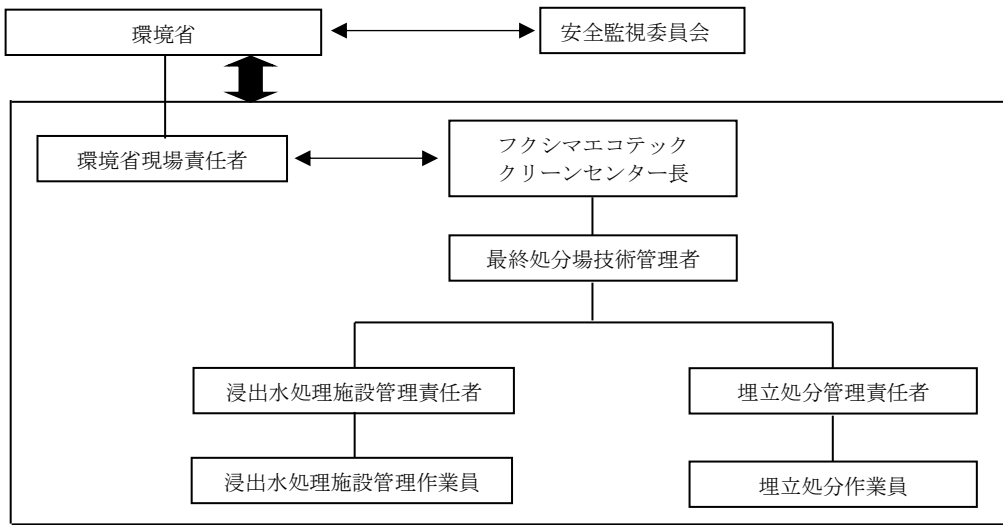 環境省
安全監視委員会
環境省現場責任者
フクシマエコテック
クリーンセンター長
最終処分場技術管理者
浸出水処理施設管理責任者
埋立処分管理責任者
浸出水処理施設管理作業員
埋立処分作業員